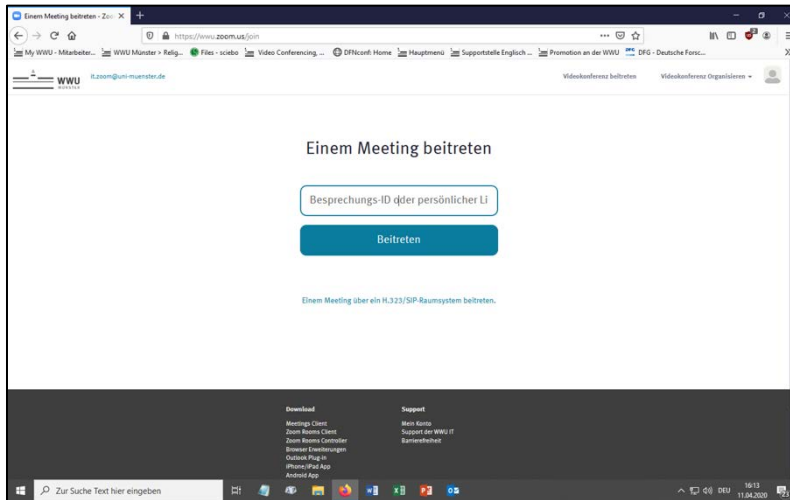 Einem Meeting beitreten - Zoo
https://wwu.zoom.us/join
My WWU - Mitarbeiter... WWU Münster > Relig... Files - sciebo Video Conferencing, ... DFNconf: Home Hauptmenü Supportstelle Englisch ... Promotion an der WWU DFG - Deutsche Forsc...
WWU
MÜNSTER
it.zoom@uni-muenster.de
Videokonferenz beitreten Videokonferenz Organisieren
Einem Meeting beitreten
Besprechungs-ID oder persönlicher Li
Beitreten
Einem Meeting über ein H.323/SIP-Raumsystem beitreten.
Download
Meetings Client
Zoom Rooms Client
Zoom Rooms Controller
Browser Erweiterungen
Outlook Plug-in
iPhone/iPad App
Android App
Support
Mein Konto
Support der WWU IT
Barrierefreiheit
Zur Suche Text hier eingeben
DEU
16:13
11.04.2020
23